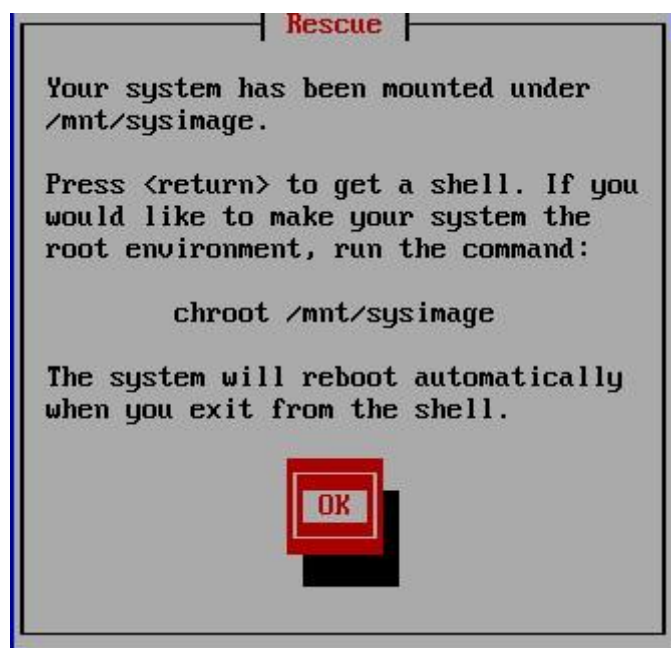 Rescue
Your system has been mounted under
/mnt/sysimage.
Press <return> to get a shell. If you
would like to make your system the
root environment, run the command:
chroot /mnt/sysimage
The system will reboot automatically
when you exit from the shell.
OK